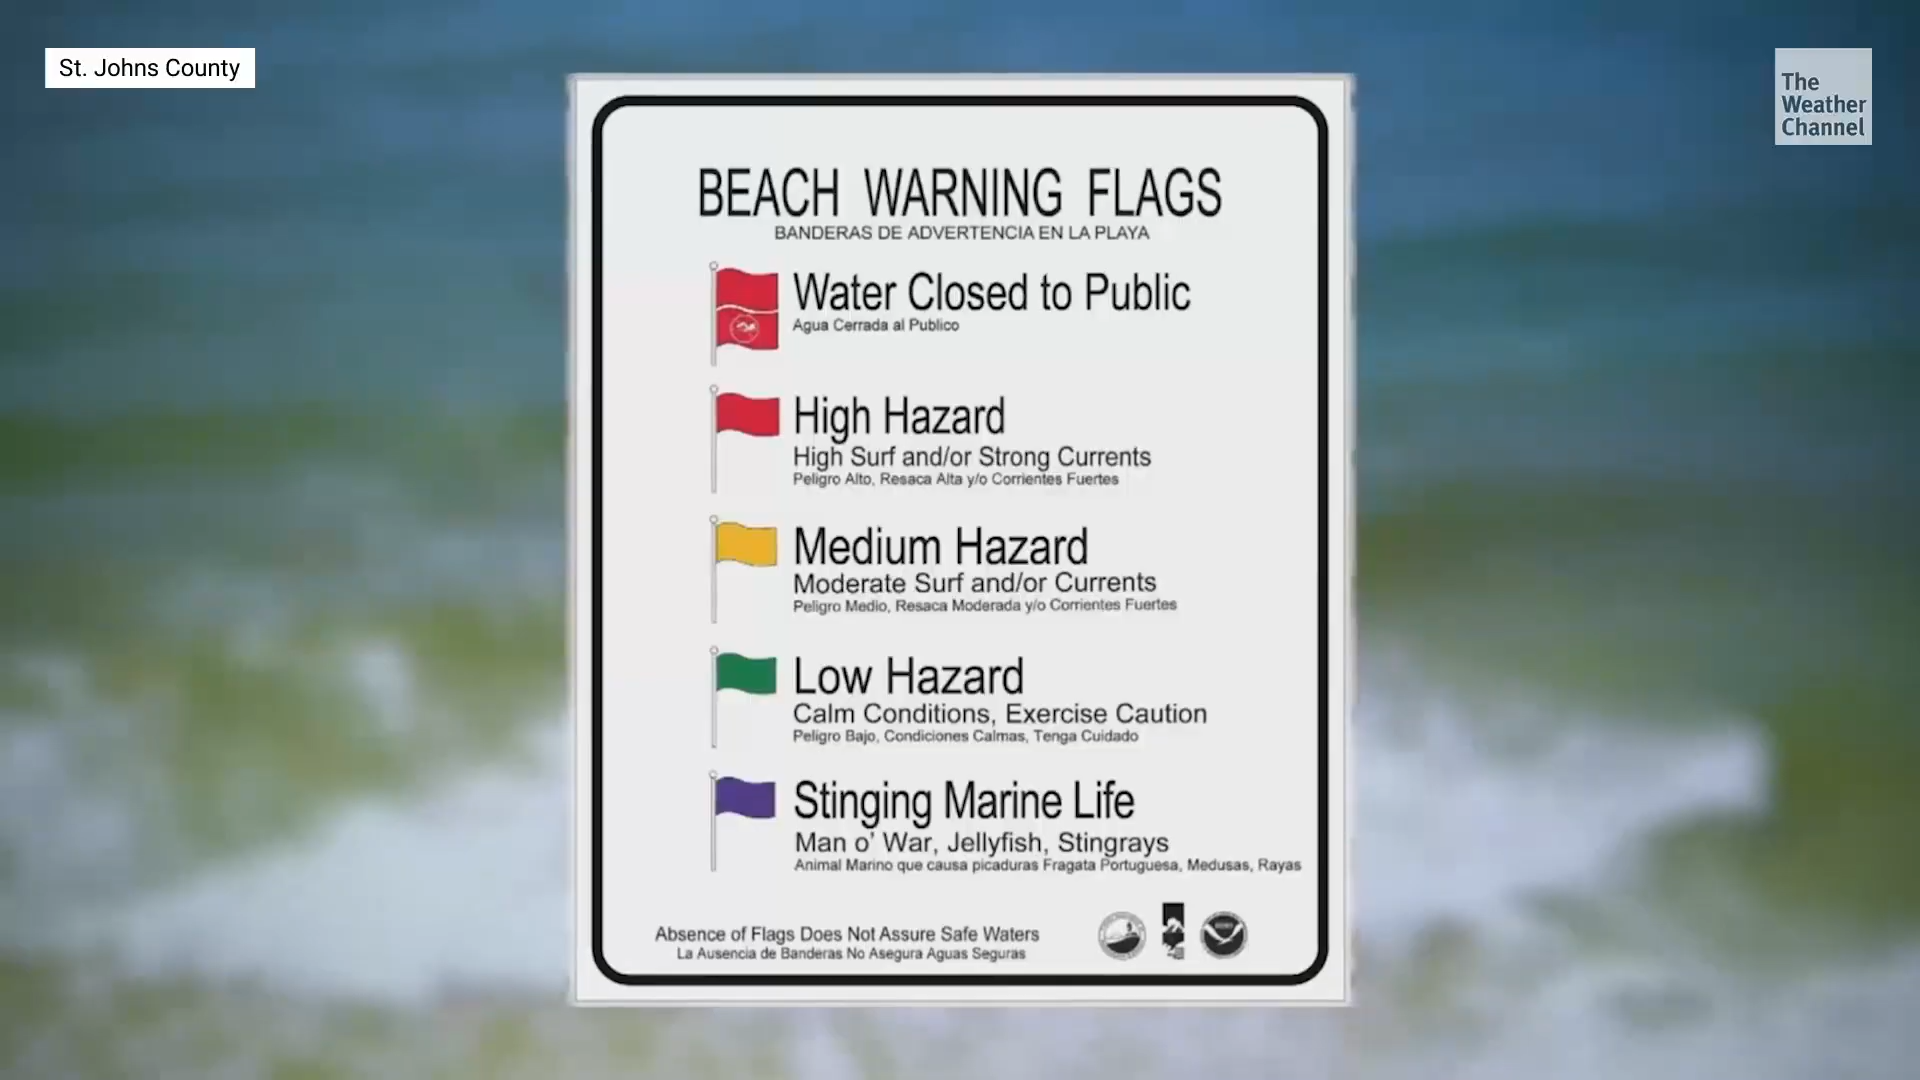 St. Johns County
The
Weather
Channel
BEACH WARNING FLAGS
BANDERAS DE ADVERTENCIA EN LA PLAYA
Water Closed to Public
Agua Cerrada al Publico
High Hazard
High Surf and/or Strong Currents
Peligro Alto, Resaca Alta y/o Corrientes Fuertes
Medium Hazard
Moderate Surf and/or Currents
Peligro Medio, Resaca Moderada y/o Corrientes Fuertes
Low Hazard
Calm Conditions, Exercise Caution
Peligro Bajo, Condiciones Calmas, Tenga Cuidado
Stinging Marine Life
Man o' War, Jellyfish, Stingrays
Animal Marino que causa picaduras Fragata Portuguesa, Medusas, Rayas
Absence of Flags Does Not Assure Safe Waters
La Ausencia de Banderas No Asegura Aguas Seguras